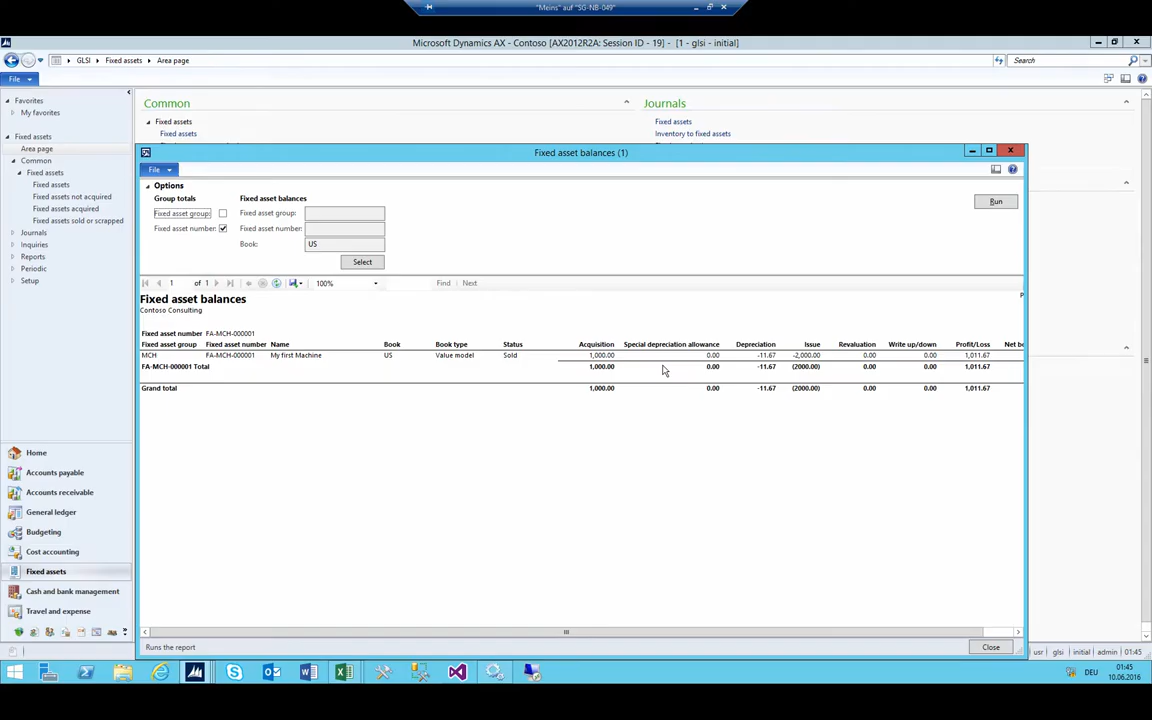 "Meins" auf "SG-NB-049"
Microsoft Dynamics AX - Contoso [AX2012R2A: Session ID - 19] - [1 - glsi - initial]
GLSI Fixed assets Area page Search
File
Favorites
My favorites
Fixed assets
Area page
Common
Fixed assets
Fixed assets
Fixed assets not acquired
Fixed assets acquired
Fixed assets sold or scrapped
Journals
Inquiries
Reports
Periodic
Setup
Home
Accounts payable
Accounts receivable
General ledger
Budgeting
Cost accounting
Fixed assets
Cash and bank management
Travel and expense
Common Journals
Fixed assets Fixed assets
Fixed assets Inventory to fixed assets
Fixed asset balances (1)
File
Options
Group totals Fixed asset balances
Fixed asset group: Fixed asset group:
Fixed asset number: Fixed asset number:
Book: US
Select
Run
1 of 1 100% Find Next
Fixed asset balances
Contoso Consulting
Fixed asset number FA-MCH-000001
Fixed asset group Fixed asset number Name Book Book type Status Acquisition Special depreciation allowance Depreciation Issue Revaluation Write up/down Profit/Loss Net
MCH FA-MCH-000001 My first Machine US Value model Sold 1,000.00 0.00 -11.67 -2,000.00 0.00 0.00 1,011.67
FA-MCH-000001 Total 1,000.00 0.00 -11.67 (2000.00) 0.00 0.00 1,011.67
Grand total 1,000.00 0.00 -11.67 (2000.00) 0.00 0.00 1,011.67
Runs the report Close
usr glsi initial admin 01:45
DEU 01:45
10.06.2016